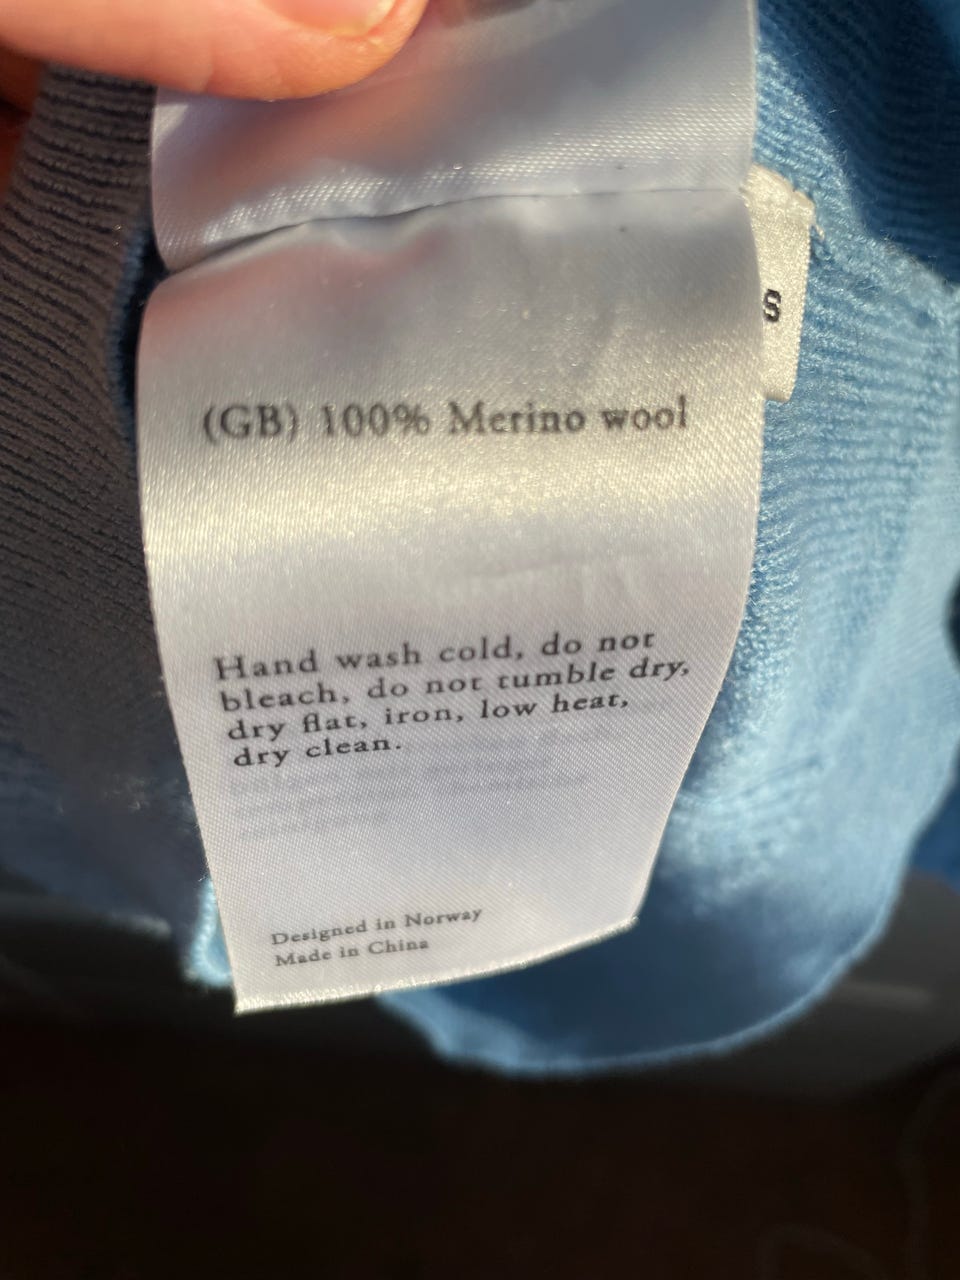 S
(GB) 100% Merino wool
Hand wash cold, do not
bleach, do not tumble dry,
dry flat, iron, low heat,
dry clean.
Designed in Norway
Made in China